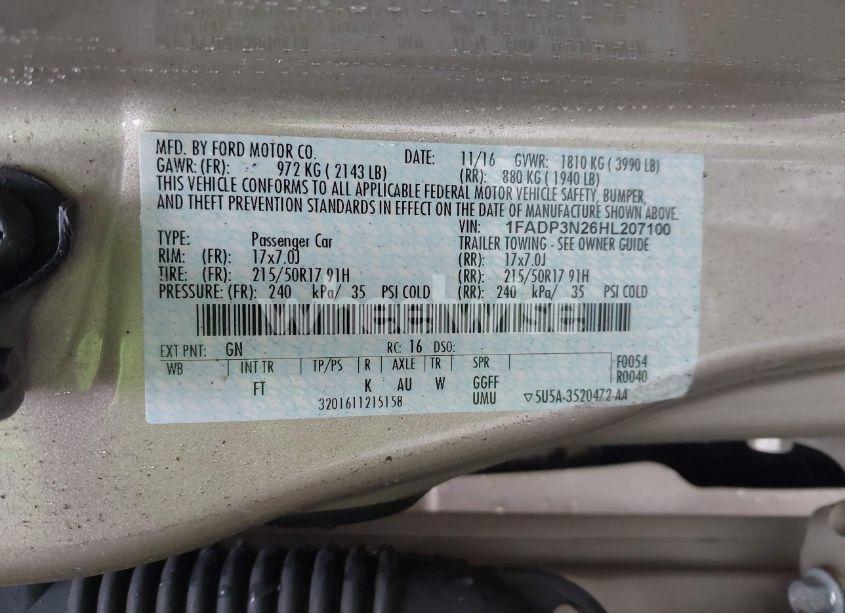 MFD. BY FORD MOTOR CO. DATE: 11/16 GVWR: 1810 KG ( 3990 LB)
GAWR: (FR): 972 KG ( 2143 LB) (RR): 880 KG ( 1940 LB)
THIS VEHICLE CONFORMS TO ALL APPLICABLE FEDERAL MOTOR VEHICLE SAFETY, BUMPER,
AND THEFT PREVENTION STANDARDS IN EFFECT ON THE DATE OF MANUFACTURE SHOWN ABOVE.
VIN: 1FADP3N26HL207100
TYPE: Passenger Car TRAILER TOWING - SEE OWNER GUIDE
RIM: (FR): 17x7.0J (RR): 17x7.0J
TIRE: (FR): 215/50R17 91H (RR): 215/50R17 91H
PRESSURE: (FR): 240 kPa/ 35 PSI COLD (RR): 240 kPa/ 35 PSI COLD
EXT PNT: GN RC: 16 DSO:
WB INT TR TP/PS R AXLE TR SPR F0054
FT K AU W GGFF R0040
3201611215158 UMU ▽5U5A-3520472 AA